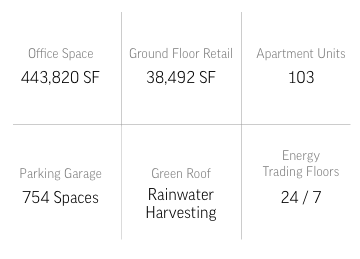 Office Space
443,820 SF
Ground Floor Retail
38,492 SF
Apartment Units
103
Parking Garage
754 Spaces
Green Roof
Rainwater
Harvesting
Energy
Trading Floors
24 / 7